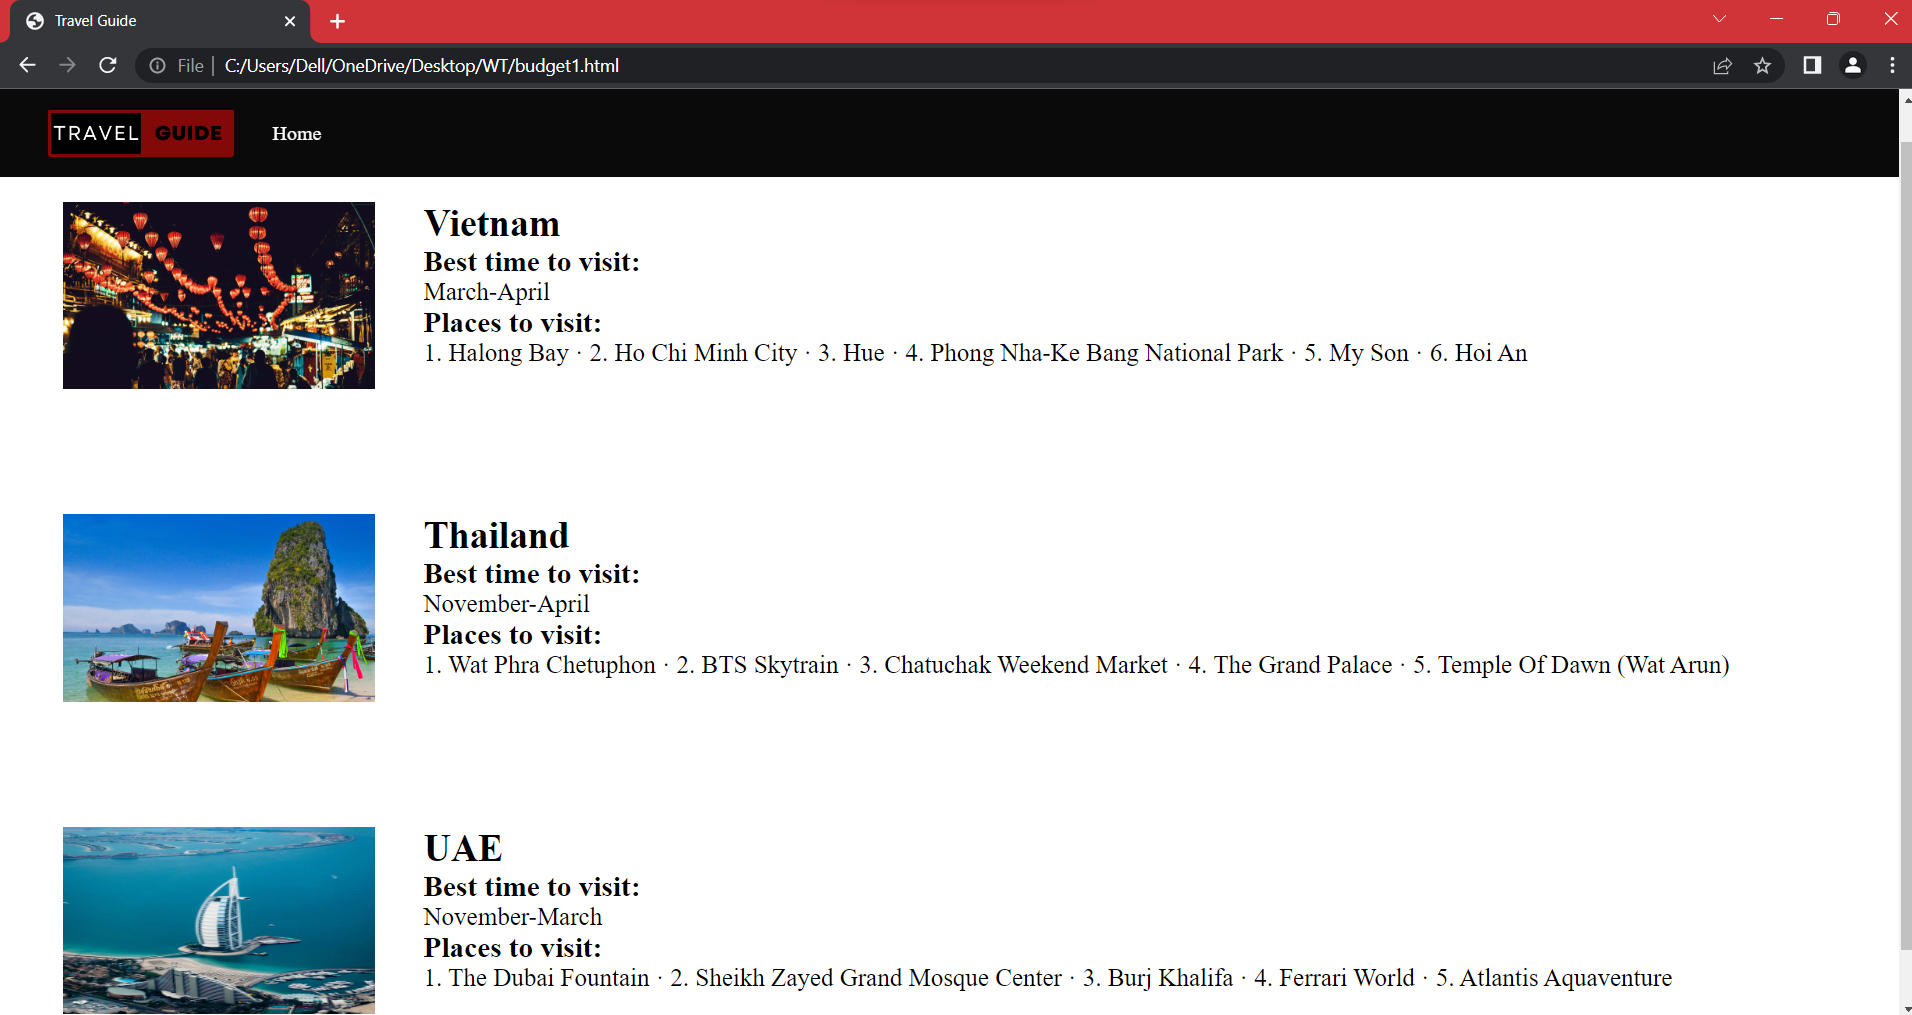 Travel Guide
File | C:/Users/Dell/OneDrive/Desktop/WT/budget1.html
TRAVEL GUIDE Home
Vietnam
Best time to visit:
March-April
Places to visit:
1. Halong Bay · 2. Ho Chi Minh City · 3. Hue · 4. Phong Nha-Ke Bang National Park · 5. My Son · 6. Hoi An
Thailand
Best time to visit:
November-April
Places to visit:
1. Wat Phra Chetuphon · 2. BTS Skytrain · 3. Chatuchak Weekend Market · 4. The Grand Palace · 5. Temple Of Dawn (Wat Arun)
UAE
Best time to visit:
November-March
Places to visit:
1. The Dubai Fountain · 2. Sheikh Zayed Grand Mosque Center · 3. Burj Khalifa · 4. Ferrari World · 5. Atlantis Aquaventure